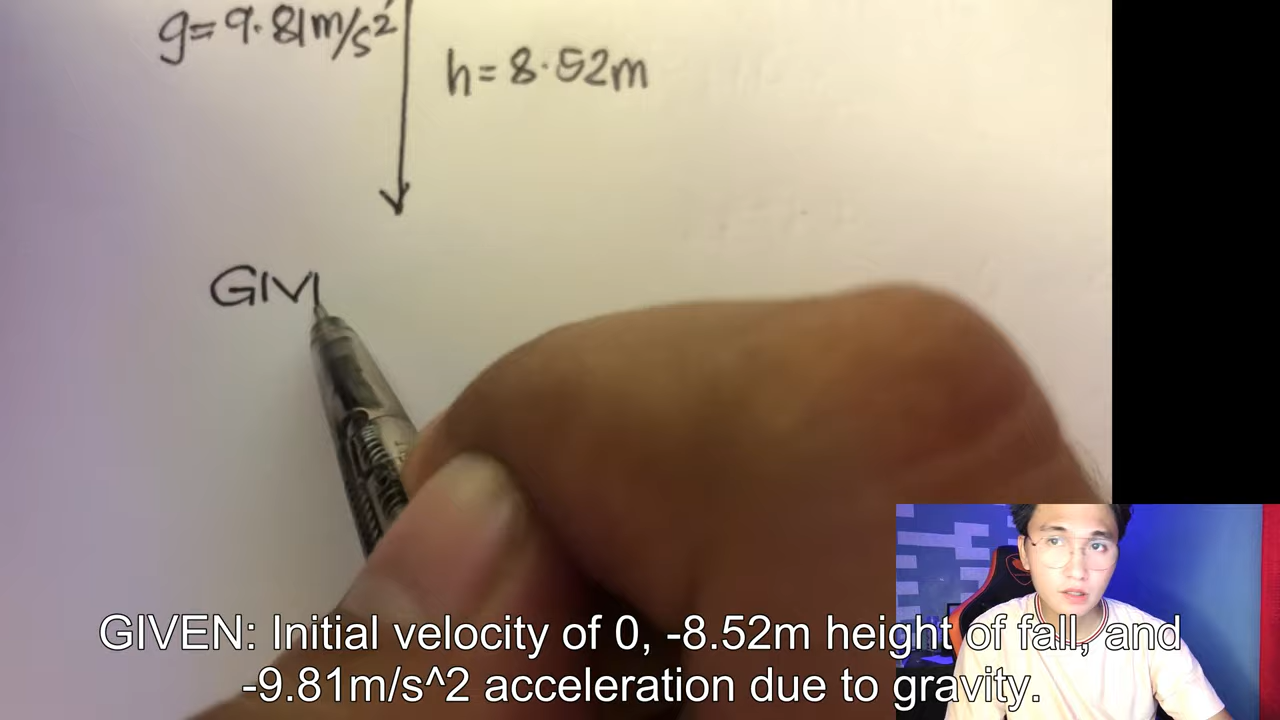 g=9.81m/s²
h=8.52m
GIVI
GIVEN: Initial velocity of 0, -8.52m height of fall, and
-9.81m/s^2 acceleration due to gravity.